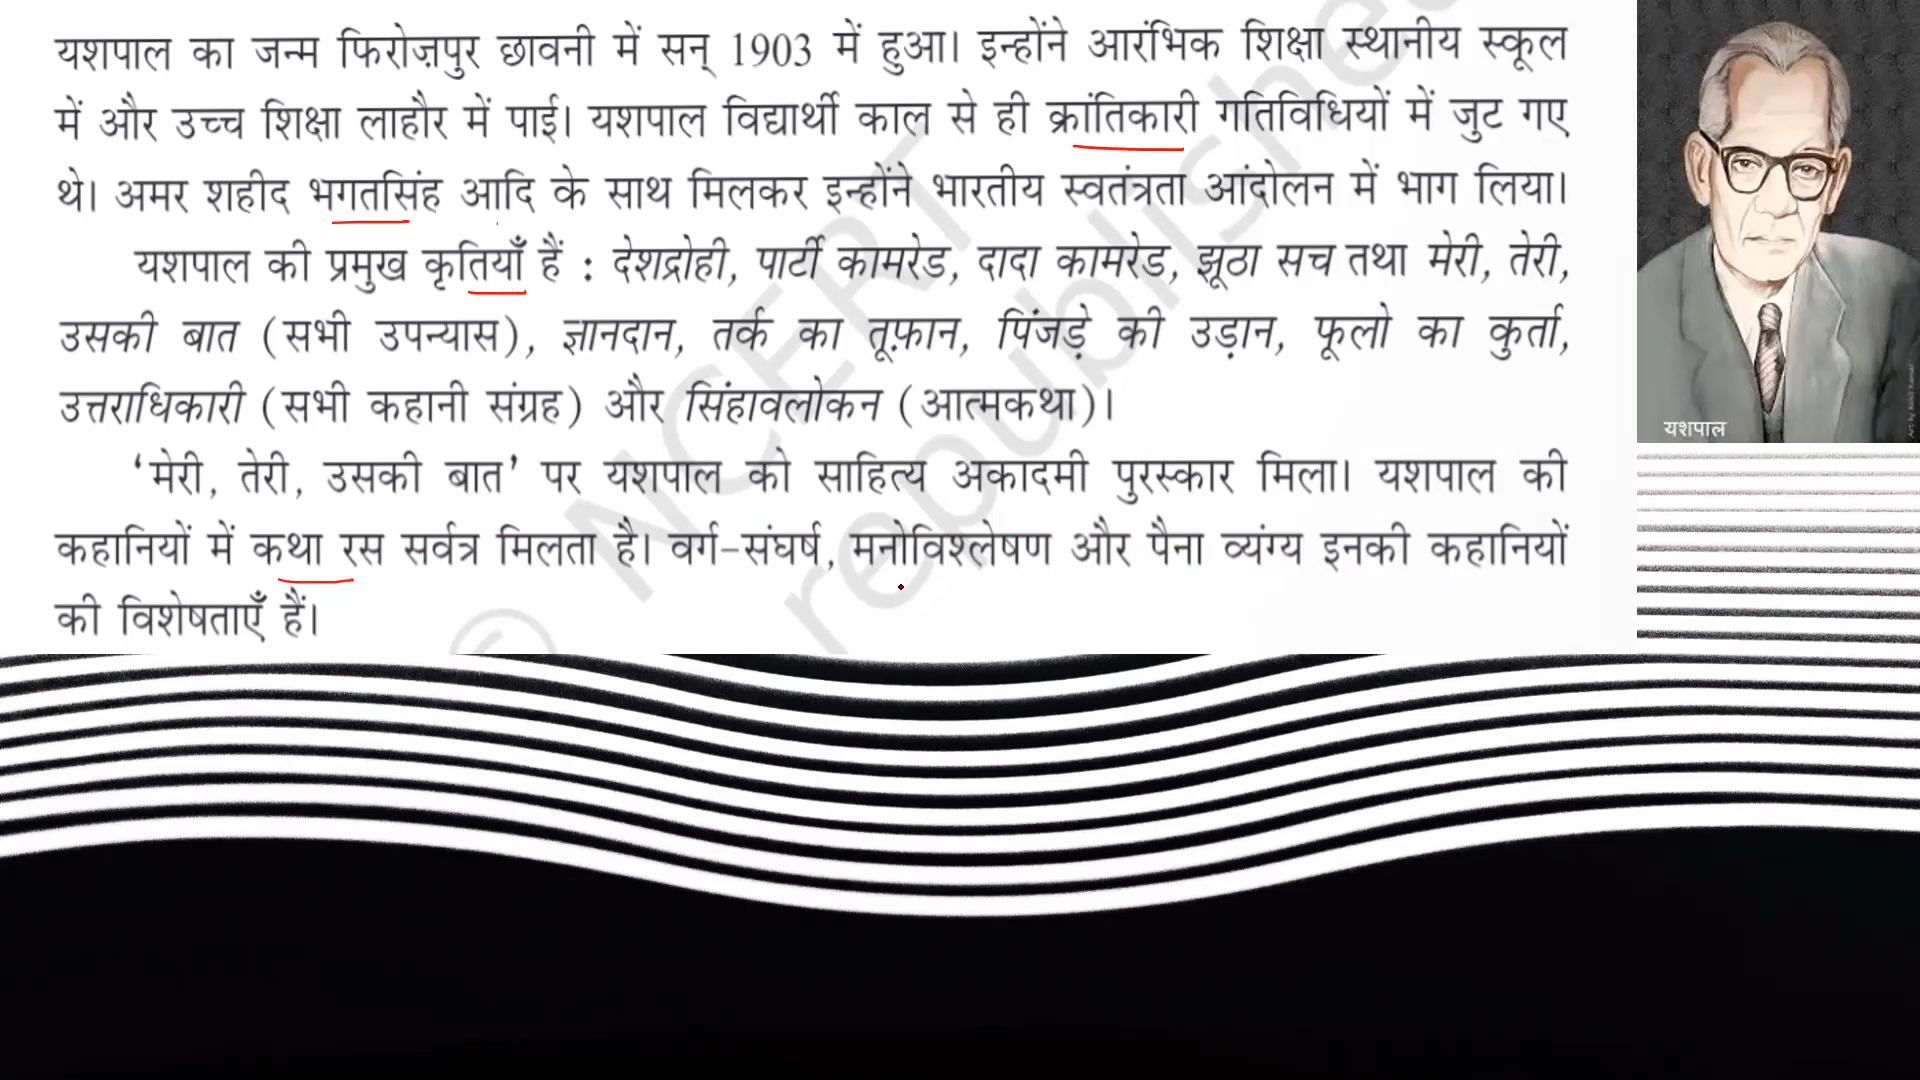 यशपाल का जन्म फिरोज़पुर छावनी में सन् 1903 में हुआ। इन्होंने आरंभिक शिक्षा स्थानीय स्कूल
में और उच्च शिक्षा लाहौर में पाई। यशपाल विद्यार्थी काल से ही क्रांतिकारी गतिविधियों में जुट गए
थे। अमर शहीद भगतसिंह आदि के साथ मिलकर इन्होंने भारतीय स्वतंत्रता आंदोलन में भाग लिया।
यशपाल की प्रमुख कृतियाँ हैं : देशद्रोही, पार्टी कामरेड, दादा कामरेड, झूठा सच तथा मेरी, तेरी,
उसकी बात (सभी उपन्यास), ज्ञानदान, तर्क का तूफ़ान, पिंजड़े की उड़ान, फूलो का कुर्ता,
उत्तराधिकारी (सभी कहानी संग्रह) और सिंहावलोकन (आत्मकथा)।
‘मेरी, तेरी, उसकी बात’ पर यशपाल को साहित्य अकादमी पुरस्कार मिला। यशपाल की
कहानियों में कथा रस सर्वत्र मिलता है। वर्ग-संघर्ष, मनोविश्लेषण और पैना व्यंग्य इनकी कहानियों
की विशेषताएँ हैं।
© NCERT
republished
यशपाल